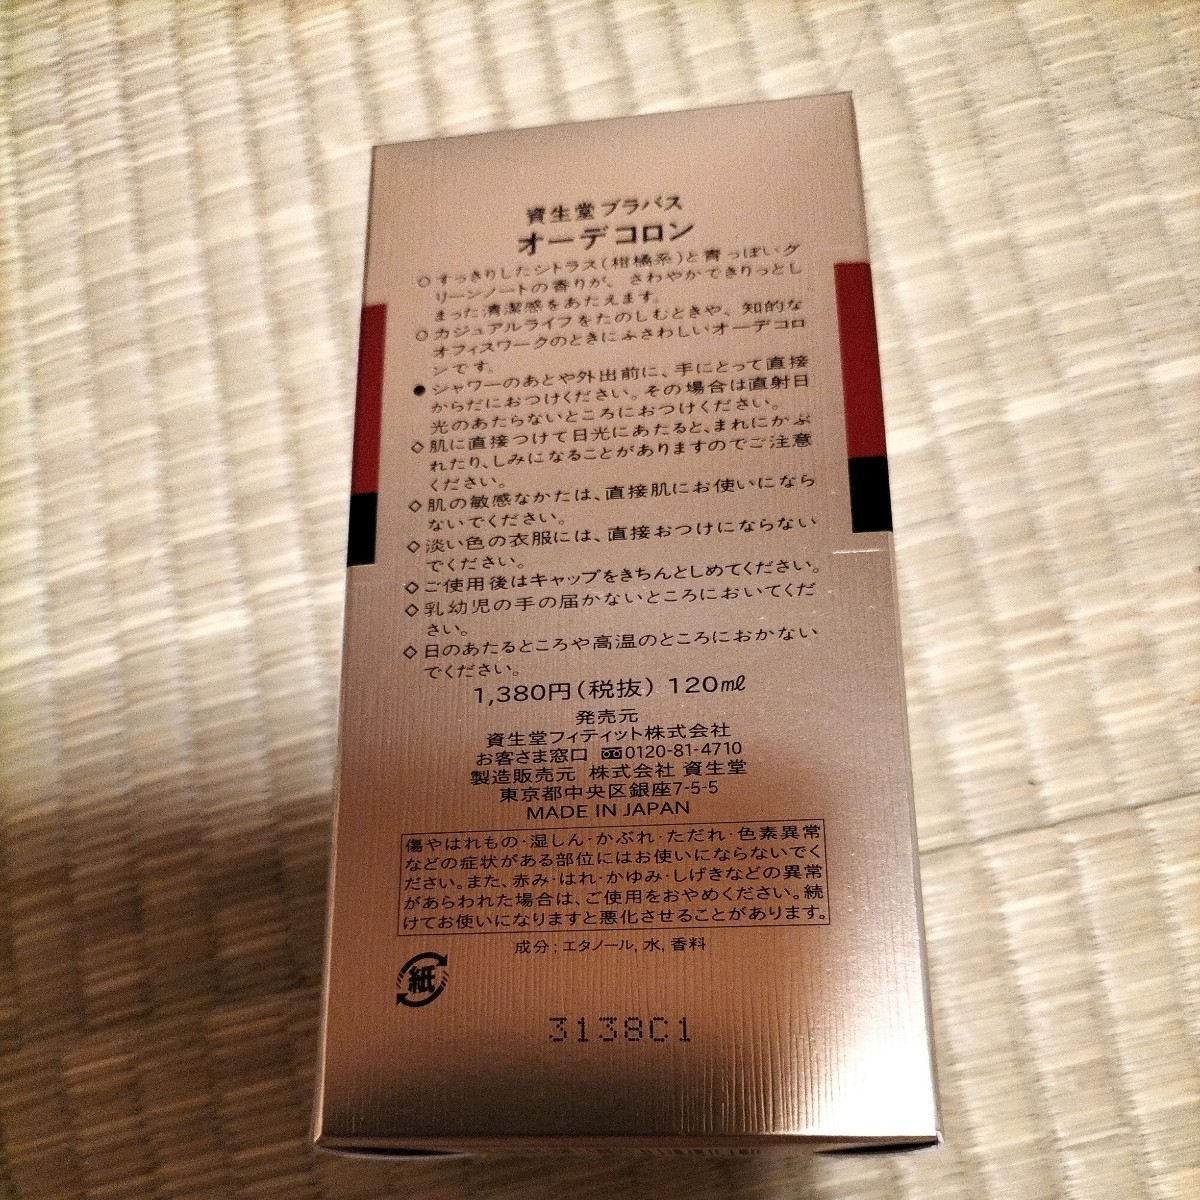 資生堂ブラバス
オーデコロン
○すっきりしたシトラス(柑橘系)と青っぽいグ
リーンノートの香りが、さわやかできりっとし
まった清潔感をあたえます。
○カジュアルライフをたのしむときや、知的な
オフィスワークのときにふさわしいオーデコロ
ンです。
●シャワーのあとや外出前に、手にとって直接
からだにおつけください。その場合は直射日
光のあたらないところにおつけください。
◇肌に直接つけて日光にあたると、まれにかぶ
れたり、しみになることがありますのでご注意
ください。
◇肌の敏感なかたは、直接肌にお使いになら
ないでください。
◇淡い色の衣服には、直接おつけにならない
でください。
◇ご使用後はキャップをきちんとしめてください。
◇乳幼児の手の届かないところにおいてくだ
さい。
◇日のあたるところや高温のところにおかない
でください。
1,380円(税抜) 120ml
発売元
資生堂フィティット株式会社
お客さま窓口 0120-81-4710
製造販売元 株式会社 資生堂
東京都中央区銀座7-5-5
MADE IN JAPAN
傷やはれもの・湿しん・かぶれ・ただれ・色素異常
などの症状がある部位にはお使いにならないでく
ださい。また、赤み・はれ・かゆみ・しげきなどの異常
があらわれた場合は、ご使用をおやめください。続
けてお使いになりますと悪化させることがあります。
成分;エタノール,水,香料
紙
3138C1